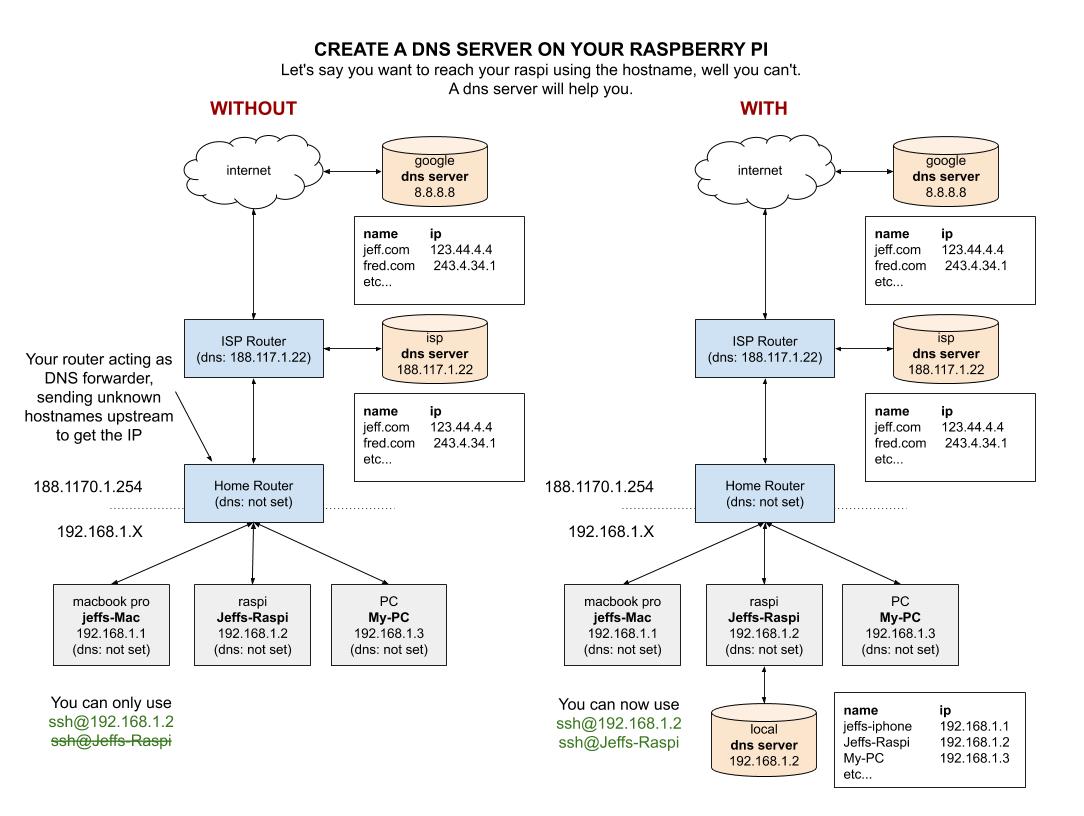 CREATE A DNS SERVER ON YOUR RASPBERRY PI
Let's say you want to reach your raspi using the hostname, well you can't.
A dns server will help you.
WITHOUT
internet
google
dns server
8.8.8.8
name ip
jeff.com 123.44.4.4
fred.com 243.4.34.1
etc...
ISP Router
(dns: 188.117.1.22)
isp
dns server
188.117.1.22
name ip
jeff.com 123.44.4.4
fred.com 243.4.34.1
etc...
Your router acting as
DNS forwarder,
sending unknown
hostnames upstream
to get the IP
Home Router
(dns: not set)
188.1170.1.254
192.168.1.X
macbook pro
jeffs-Mac
192.168.1.1
(dns: not set)
raspi
Jeffs-Raspi
192.168.1.2
(dns: not set)
PC
My-PC
192.168.1.3
(dns: not set)
You can only use
ssh@192.168.1.2
ssh@Jeffs-Raspi
WITH
internet
google
dns server
8.8.8.8
name ip
jeff.com 123.44.4.4
fred.com 243.4.34.1
etc...
ISP Router
(dns: 188.117.1.22)
isp
dns server
188.117.1.22
name ip
jeff.com 123.44.4.4
fred.com 243.4.34.1
etc...
Home Router
(dns: not set)
188.1170.1.254
192.168.1.X
macbook pro
jeffs-Mac
192.168.1.1
(dns: not set)
raspi
Jeffs-Raspi
192.168.1.2
(dns: not set)
PC
My-PC
192.168.1.3
(dns: not set)
You can now use
ssh@192.168.1.2
ssh@Jeffs-Raspi
local
dns server
192.168.1.2
name ip
jeffs-iphone 192.168.1.1
Jeffs-Raspi 192.168.1.2
My-PC 192.168.1.3
etc...